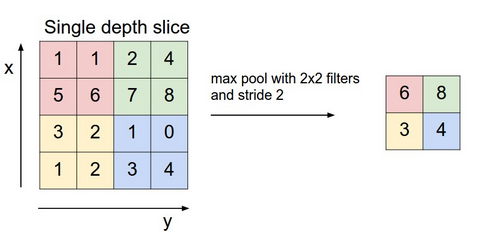 Single depth slice
x
1 1 2 4
5 6 7 8
3 2 1 0
1 2 3 4
y
max pool with 2x2 filters
and stride 2
6 8
3 4